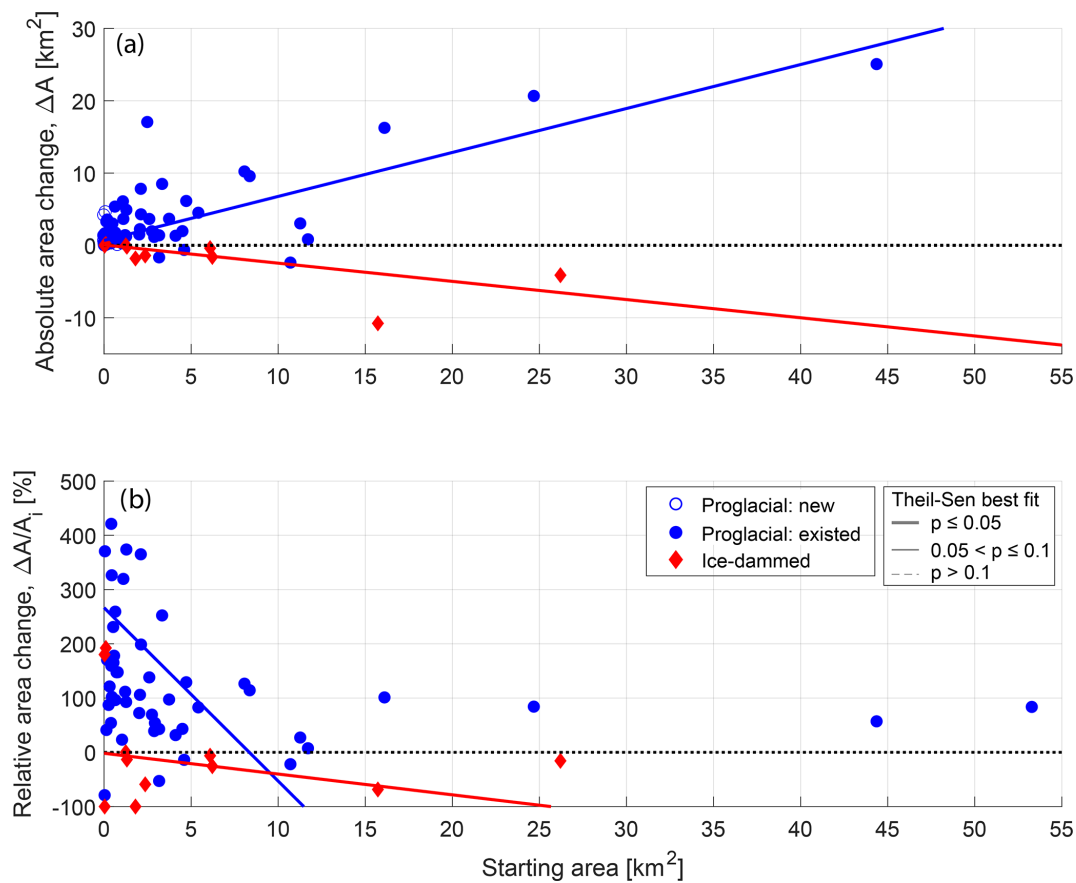 (a)
Absolute area change, ΔA [km²]
30
20
10
0
-10
0 5 10 15 20 25 30 35 40 45 50 55
(b)
Relative area change, ΔA/Aᵢ [%]
500
400
300
200
100
0
-100
Proglacial: new
Proglacial: existed
Ice-dammed
Theil-Sen best fit
p ≤ 0.05
0.05 < p ≤ 0.1
p > 0.1
0 5 10 15 20 25 30 35 40 45 50 55
Starting area [km²]